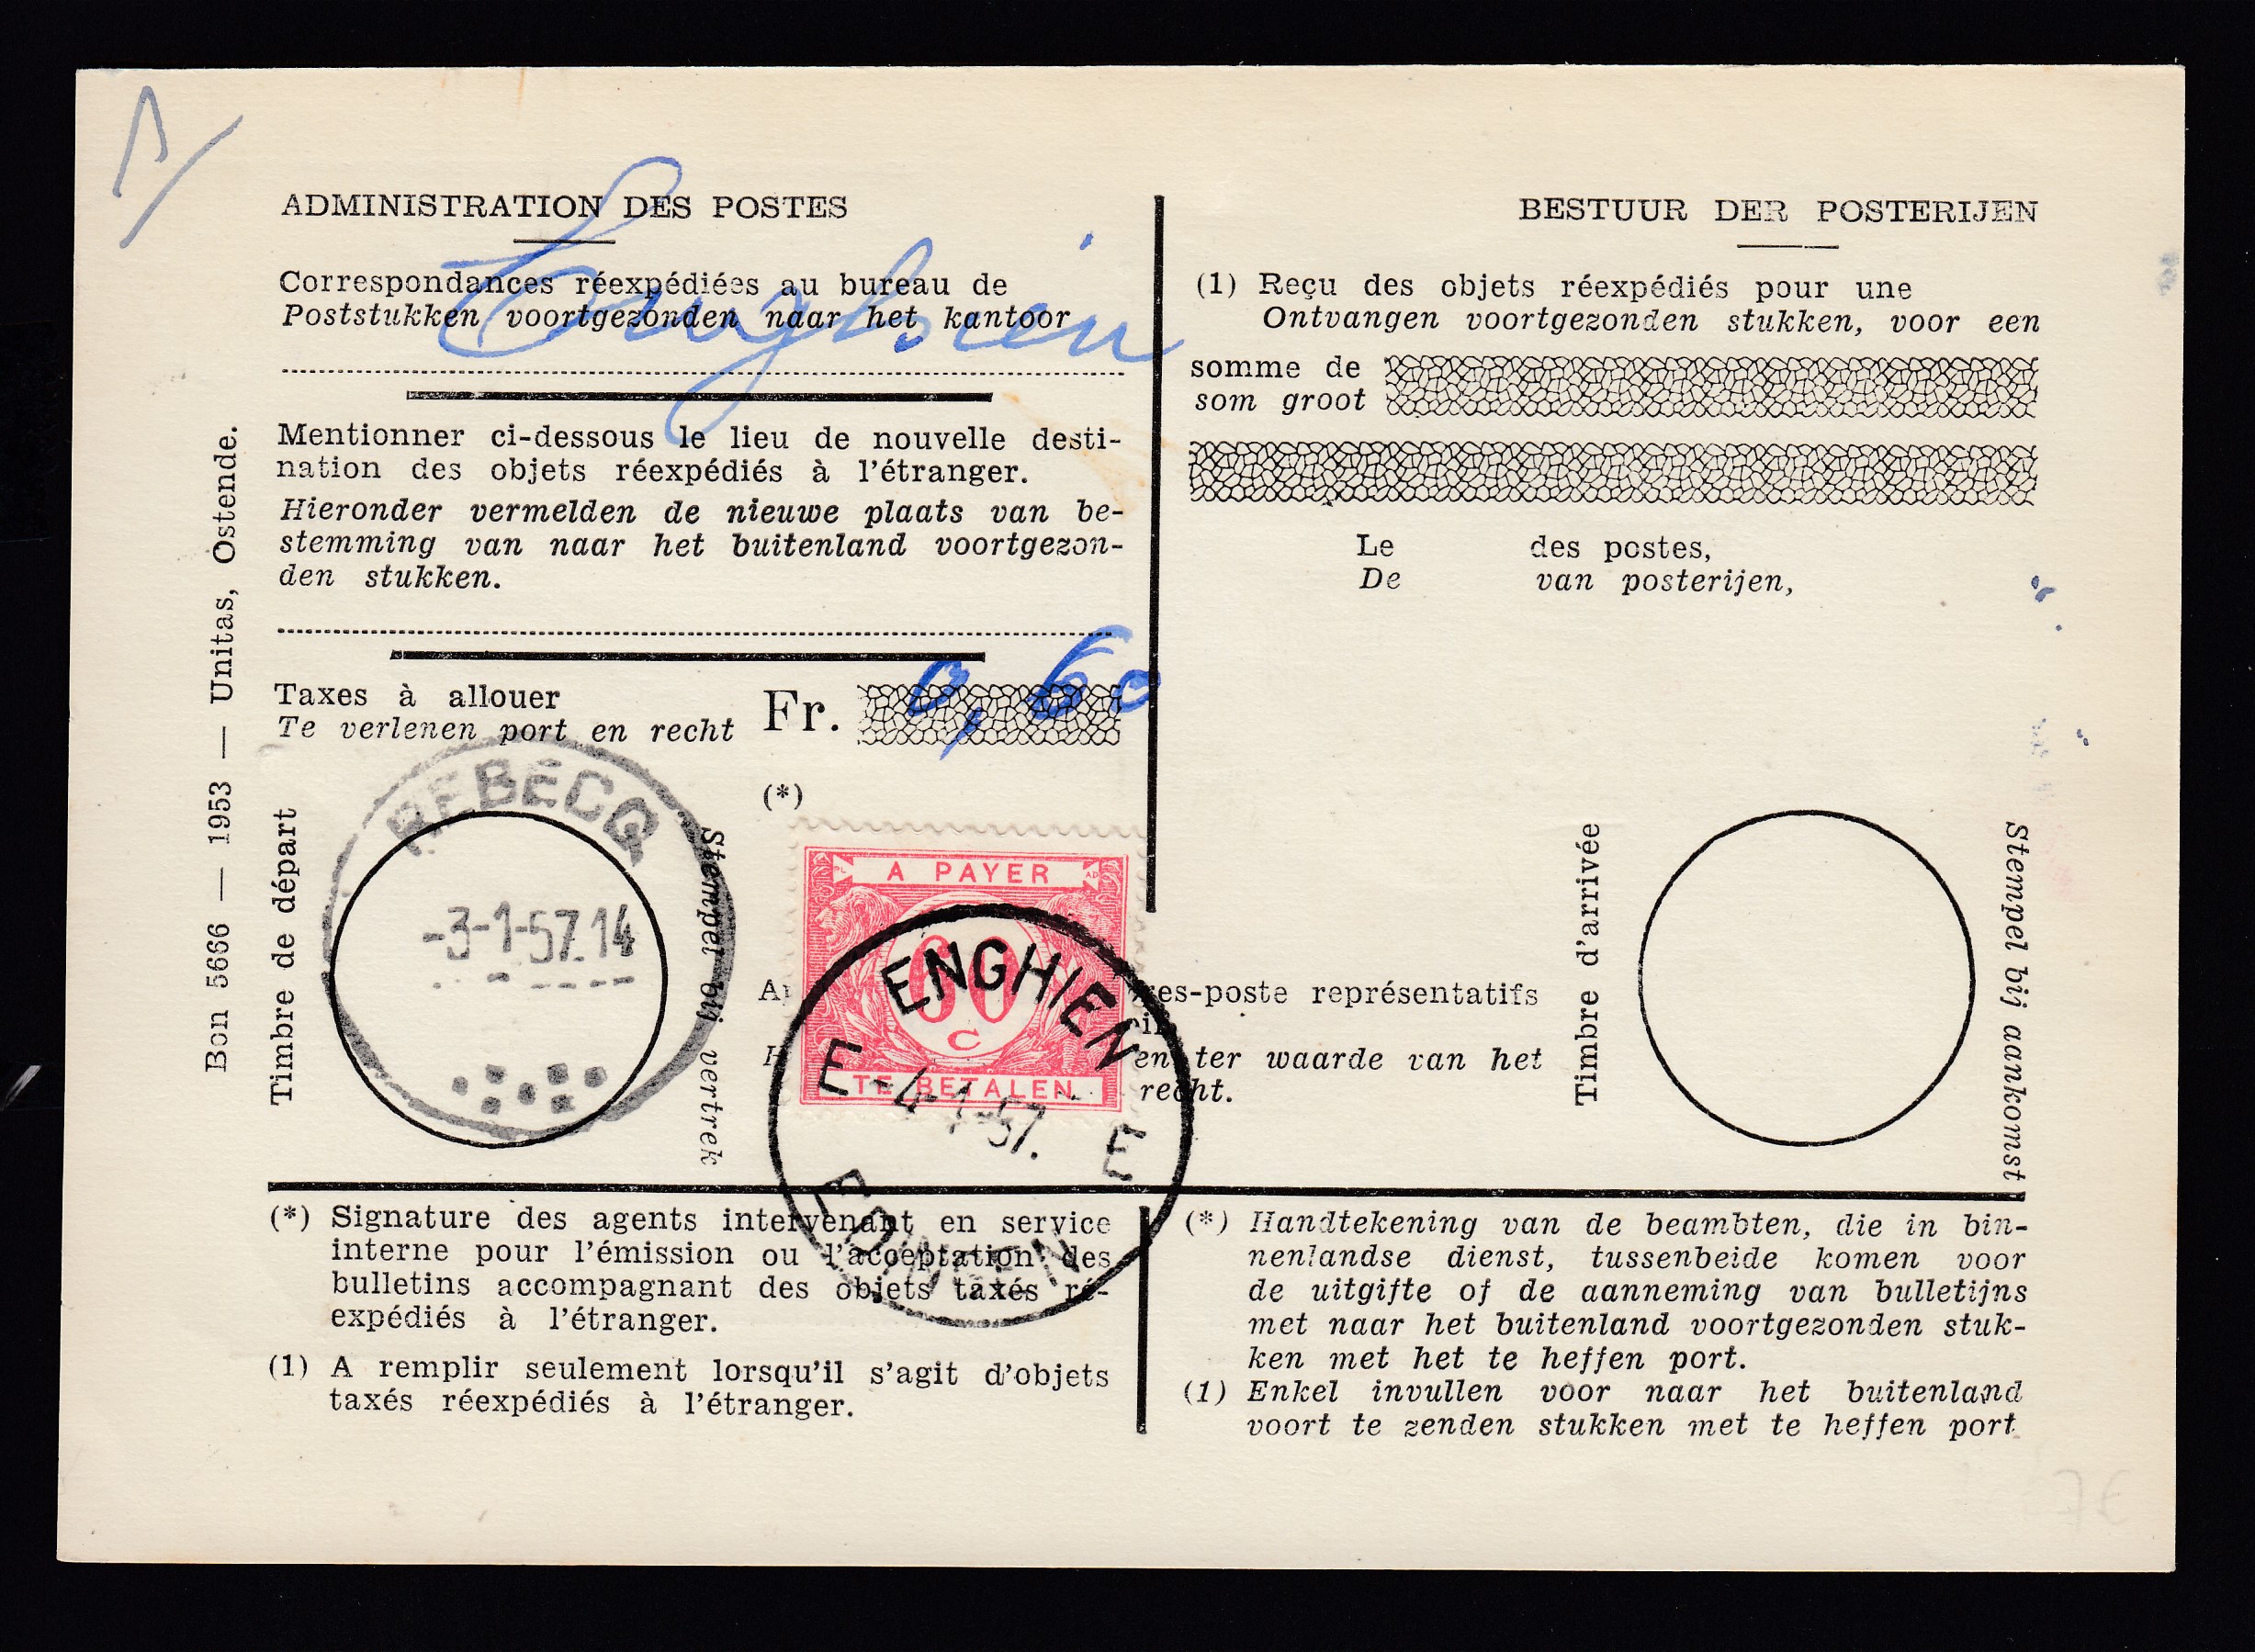 ADMINISTRATION DES POSTES
Correspondances réexpédiées au bureau de
Poststukken voortgezonden naar het kantoor
Enghien
Mentionner ci-dessous le lieu de nouvelle desti-
nation des objets réexpédiés à l'étranger.
Hieronder vermelden de nieuwe plaats van be-
stemming van naar het buitenland voortgezon-
den stukken.
Taxes à allouer
Te verlenen port en recht
Fr. 0,60
(*)
Timbre de départ
REBECQ
-3-1-57.14
Stempel bij vertrek
A PAYER
60
C
TE BETALEN
ENGHIEN
E E
-4-1-57.
EDINGEN
Bon 5666 — 1953 — Unitas, Ostende.
BESTUUR DER POSTERIJEN
(1) Reçu des objets réexpédiés pour une
Ontvangen voortgezonden stukken, voor een
somme de
som groot
Le des postes,
De van posterijen,
res-poste représentatifs
en ter waarde van het
recht.
Timbre d'arrivée
Stempel bij aankomst
(*) Signature des agents intervenant en service
interne pour l'émission ou l'acceptation des
bulletins accompagnant des objets taxés ré-
expédiés à l'étranger.
(1) A remplir seulement lorsqu'il s'agit d'objets
taxés réexpédiés à l'étranger.
(*) Handtekening van de beambten, die in bin-
nenlandse dienst, tussenbeide komen voor
de uitgifte of de aanneming van bulletijns
met naar het buitenland voortgezonden stuk-
ken met het te heffen port.
(1) Enkel invullen voor naar het buitenland
voort te zenden stukken met te heffen port
7€